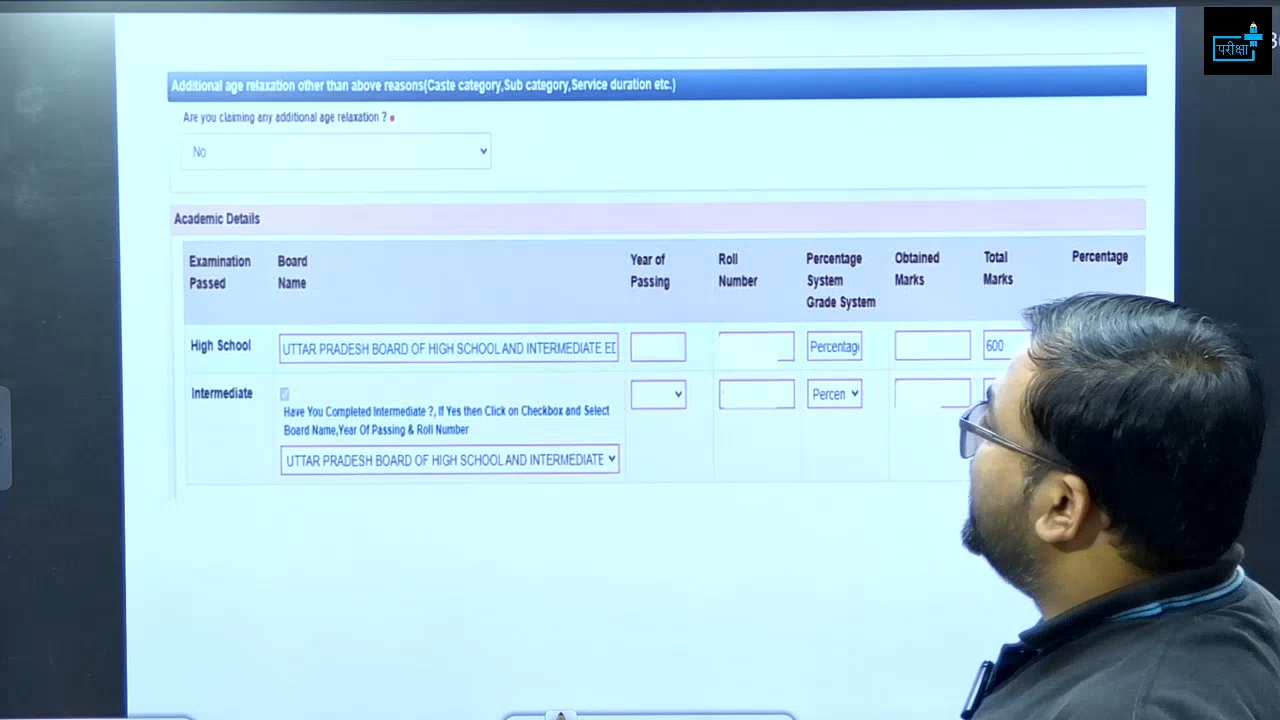 परीक्षा
Additional age relaxation other than above reasons(Caste category,Sub category,Service duration etc.)
Are you claiming any additional age relaxation ?
No
Academic Details
Examination Passed
Board Name
Year of Passing
Roll Number
Percentage System Grade System
Obtained Marks
Total Marks
Percentage
High School
UTTAR PRADESH BOARD OF HIGH SCHOOL AND INTERMEDIATE
Percentag
600
Intermediate
Have You Completed Intermediate ?, If Yes then Click on Checkbox and Select
Board Name,Year Of Passing & Roll Number
UTTAR PRADESH BOARD OF HIGH SCHOOL AND INTERMEDIATE
Percen